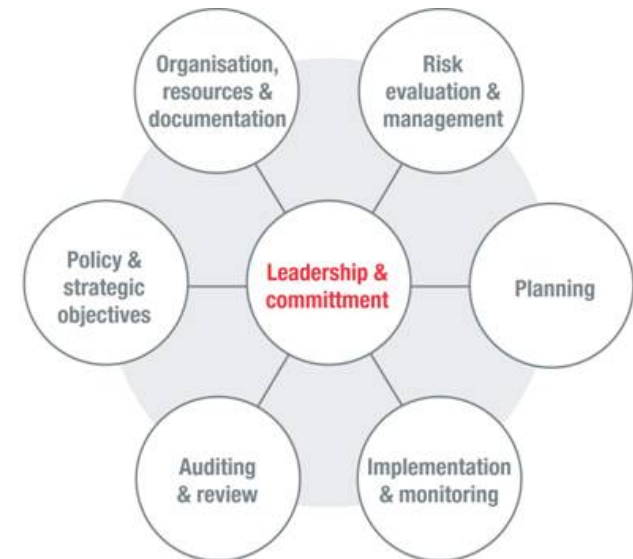 Organisation,
resources &
documentation
Risk
evaluation &
management
Policy &
strategic
objectives
Leadership &
committment
Planning
Auditing
& review
Implementation
& monitoring